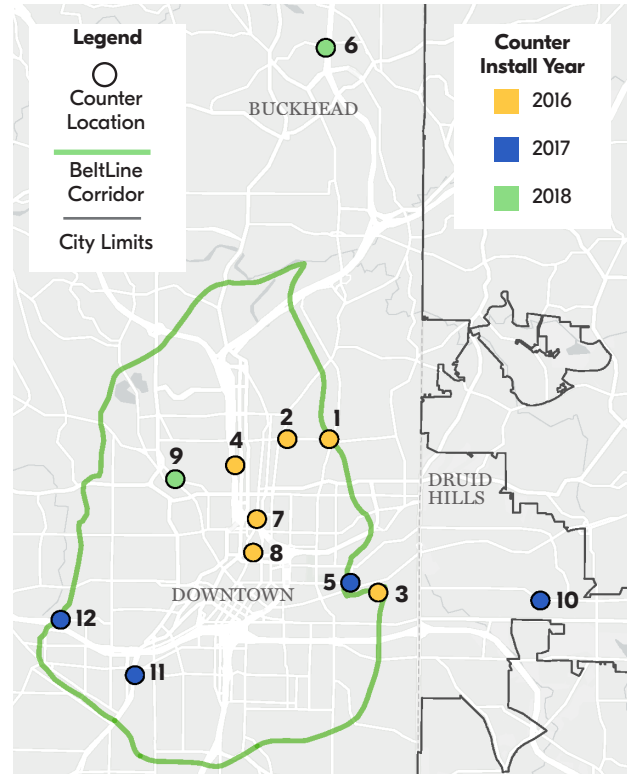 Legend
Counter
Location
BeltLine
Corridor
City Limits
Counter
Install Year
2016
2017
2018
6
BUCKHEAD
2
1
4
9
DRUID
HILLS
7
8
5
DOWNTOWN
3
10
12
11